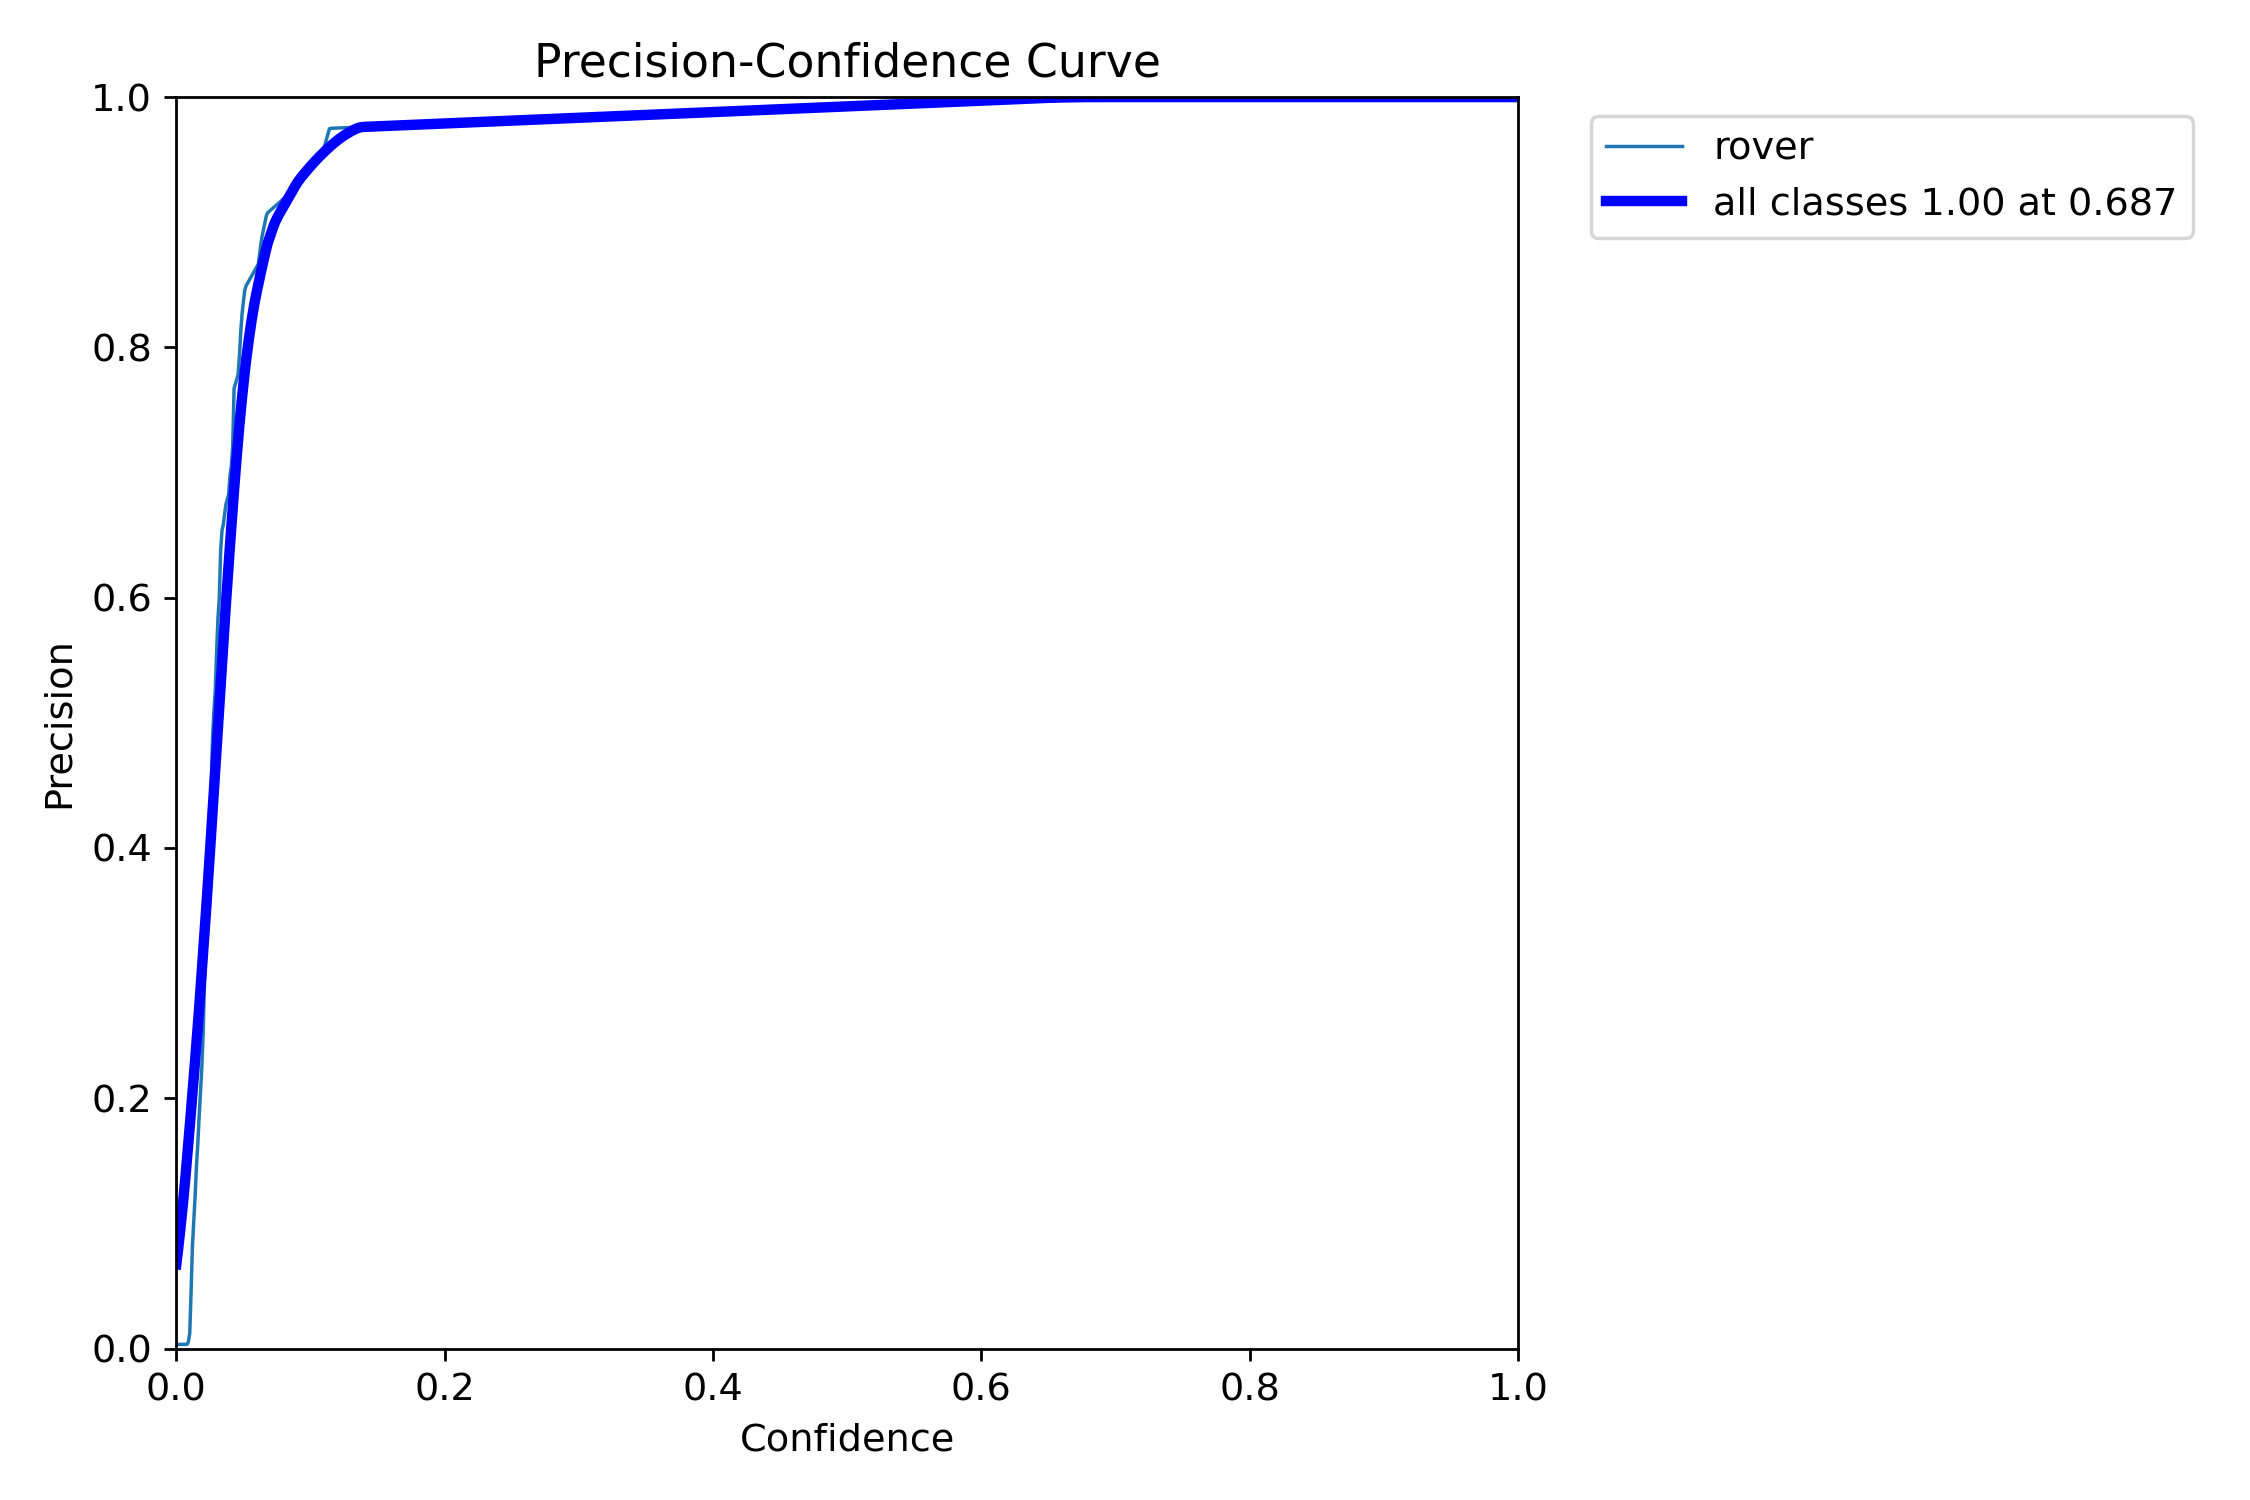 Precision-Confidence Curve
1.0
0.8
0.6
0.4
0.2
0.0
Precision
0.0 0.2 0.4 0.6 0.8 1.0
Confidence
rover
all classes 1.00 at 0.687